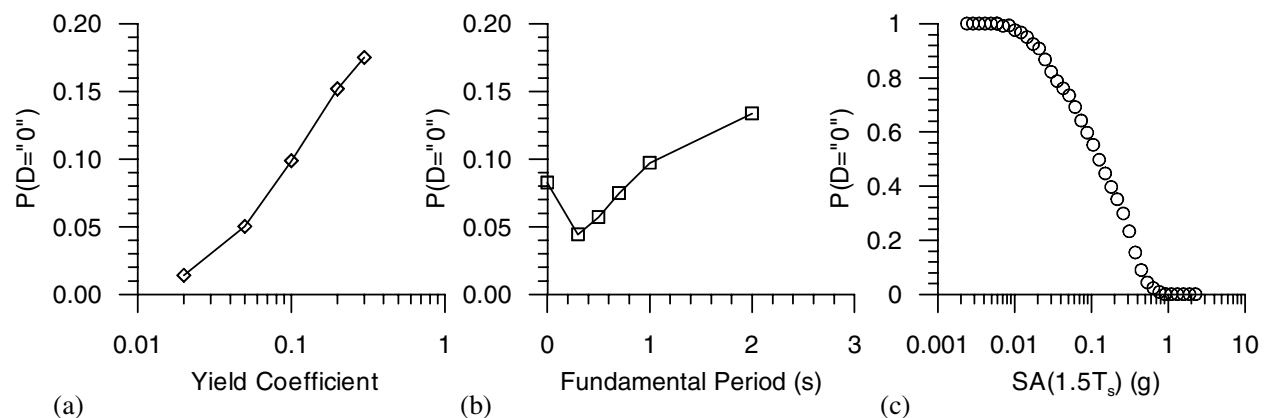 0.20
0.15
0.10
0.05
0.00
P(D="0")
0.01 0.1 1
Yield Coefficient
(a)
0.20
0.15
0.10
0.05
0.00
P(D="0")
0 1 2 3
Fundamental Period (s)
(b)
1
0.8
0.6
0.4
0.2
0
P(D="0")
0.001 0.01 0.1 1 10
SA(1.5Ts) (g)
(c)